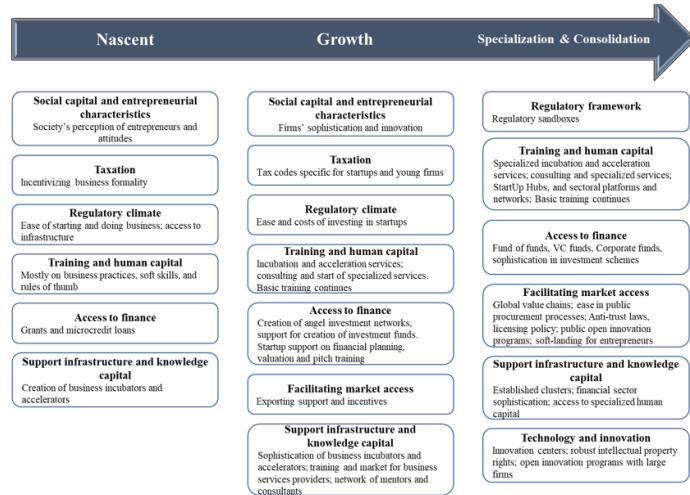 Nascent
Growth
Specialization & Consolidation
Social capital and entrepreneurial
characteristics
Society's perception of entrepreneurs and
attitudes
Taxation
Incentivizing business formality
Regulatory climate
Ease of starting and doing business; access to
infrastructure
Training and human capital
Mostly on business practices, soft skills, and
rules of thumb
Access to finance
Grants and microcredit loans
Support infrastructure and knowledge
capital
Creation of business incubators and
accelerators
Social capital and entrepreneurial
characteristics
Firms' sophistication and innovation
Taxation
Tax codes specific for startups and young firms
Regulatory climate
Ease and costs of investing in startups
Training and human capital
Incubation and acceleration services;
consulting and start of specialized services.
Basic training continues
Access to finance
Creation of angel investment networks,
support for creation of investment funds.
Startup support on financial planning,
valuation and pitch training
Facilitating market access
Exporting support and incentives
Support infrastructure and
knowledge capital
Sophistication of business incubators and
accelerators; training and market for business
services providers; network of mentors and
consultants
Regulatory framework
Regulatory sandboxes
Training and human capital
Specialized incubation and acceleration
services; consulting and specialized services;
StartUp Hubs, and sectoral platforms and
networks; Basic training continues
Access to finance
Fund of funds, VC funds, Corporate funds,
sophistication in investment schemes
Facilitating market access
Global value chains; ease in public
procurement processes; Anti-trust laws,
licensing policy; public open innovation
programs; soft-landing for entrepreneurs
Support infrastructure and knowledge
capital
Established clusters; financial sector
sophistication; access to specialized human
capital
Technology and innovation
Innovation centers; robust intellectual property
rights; open innovation programs with large
firms